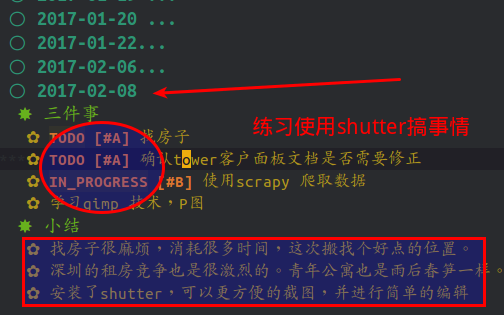 2017-01-20 ...
2017-01-22...
2017-02-06...
2017-02-08
三件事
练习使用shutter搞事情
TODO [#A] 找房子
TODO [#A] 确认tower客户面板文档是否需要修正
IN_PROGRESS [#B] 使用scrapy 爬取数据
学习gimp 技术，P图
小结
找房子很麻烦，消耗很多时间，这次搬找个好点的位置。
深圳的租房竞争也是很激烈的。青年公寓也是雨后春笋一样。
安装了shutter，可以更方便的截图，并进行简单的编辑